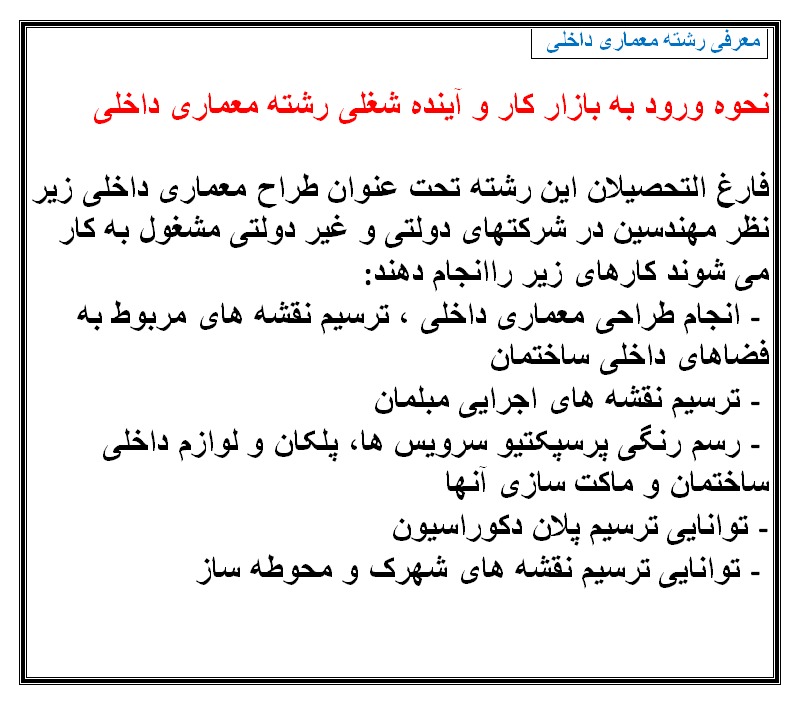 معرفی رشته معماری داخلی
نحوه ورود به بازار کار و آینده شغلی رشته معماری داخلی
فارغ التحصیلان این رشته تحت عنوان طراح معماری داخلی زیر
نظر مهندسین در شرکتهای دولتی و غیر دولتی مشغول به کار
می شوند کارهای زیر راانجام دهند:
- انجام طراحی معماری داخلی ، ترسیم نقشه های مربوط به
فضاهای داخلی ساختمان
- ترسیم نقشه های اجرایی مبلمان
- رسم رنگی پرسپکتیو سرویس ها، پلکان و لوازم داخلی
ساختمان و ماکت سازی آنها
- توانایی ترسیم پلان دکوراسیون
- توانایی ترسیم نقشه های شهرک و محوطه ساز